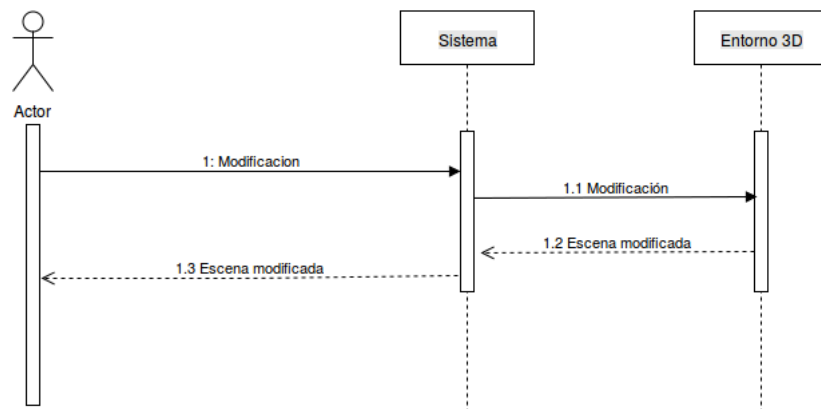 Sistema
Entorno 3D
Actor
1: Modificacion
1.1 Modificación
1.2 Escena modificada
1.3 Escena modificada